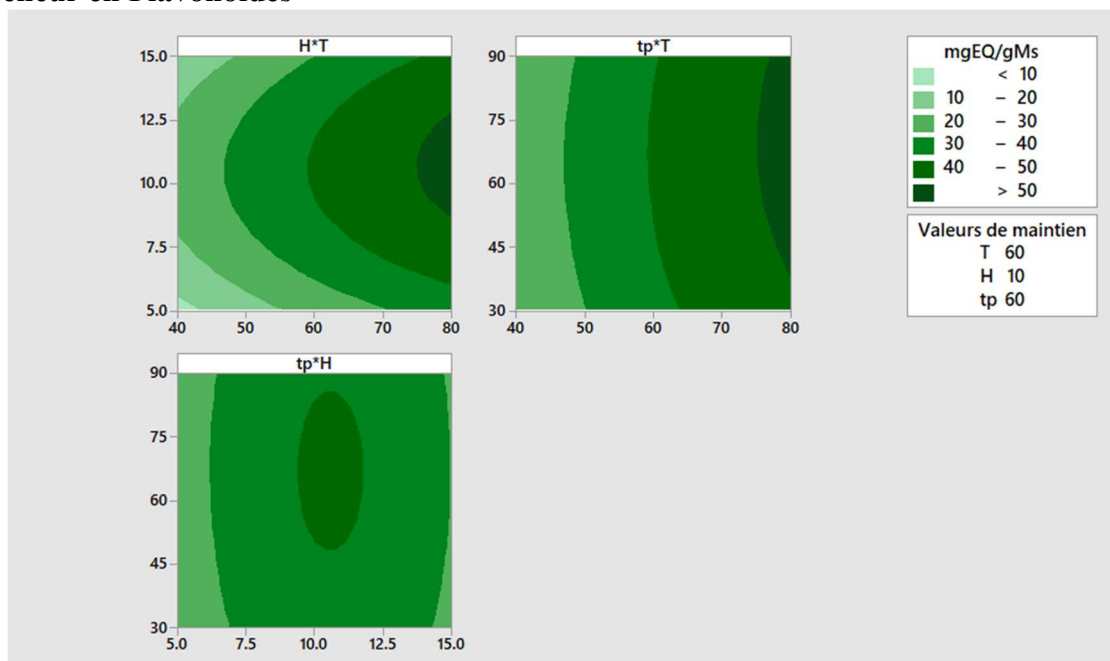 H*T
15.0
12.5
10.0
7.5
5.0
40 50 60 70 80
tp*T
90
75
60
45
30
40 50 60 70 80
mgEQ/gMs
< 10
10 – 20
20 – 30
30 – 40
40 – 50
> 50
Valeurs de maintien
T 60
H 10
tp 60
tp*H
90
75
60
45
30
5.0 7.5 10.0 12.5 15.0